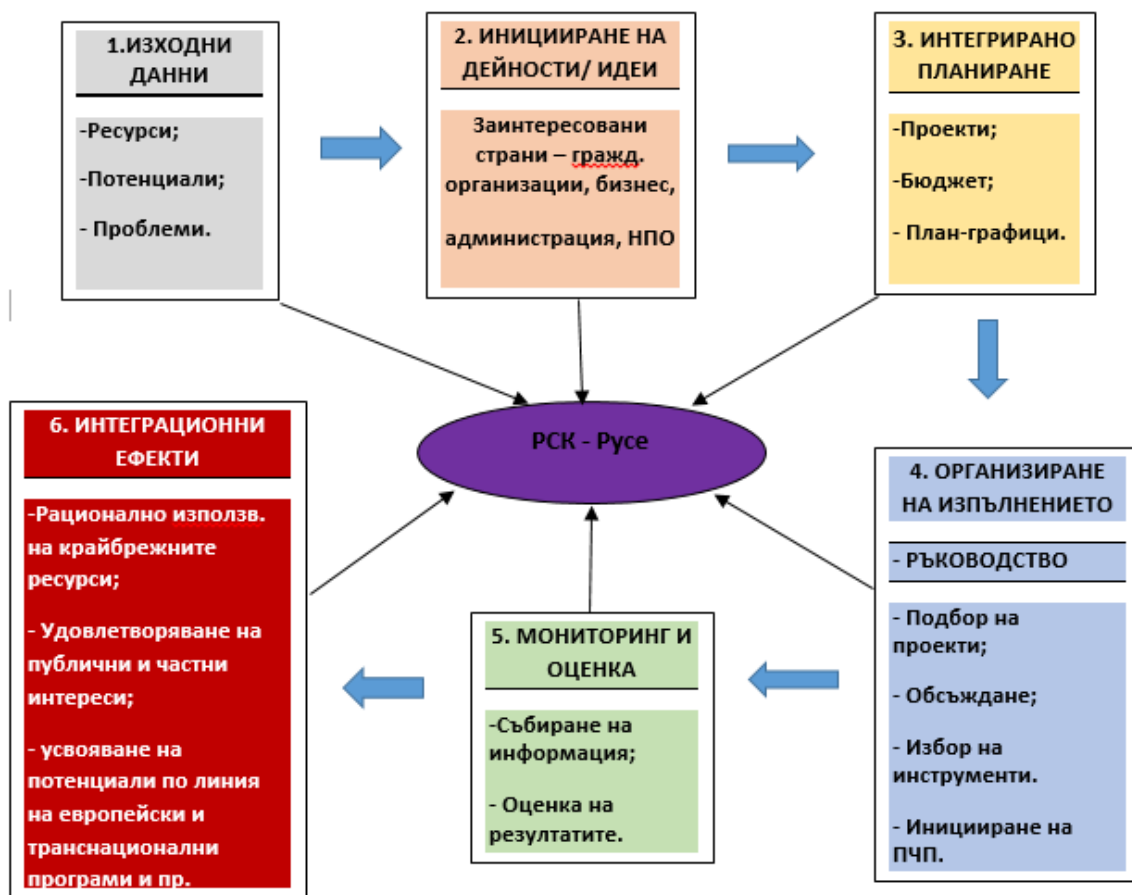 1.ИЗХОДНИ
ДАННИ
-Ресурси;
-Потенциали;
- Проблеми.
2. ИНИЦИИРАНЕ НА
ДЕЙНОСТИ/ ИДЕИ
Заинтересовани
страни – гражд.
организации, бизнес,
администрация, НПО
3. ИНТЕГРИРАНО
ПЛАНИРАНЕ
-Проекти;
-Бюджет;
- План-графици.
РСК - Русе
4. ОРГАНИЗИРАНЕ
НА ИЗПЪЛНЕНИЕТО
- РЪКОВОДСТВО
- Подбор на
проекти;
- Обсъждане;
- Избор на
инструменти.
- Иницииране на
ПЧП.
5. МОНИТОРИНГ И
ОЦЕНКА
-Събиране на
информация;
- Оценка на
резултатите.
6. ИНТЕГРАЦИОННИ
ЕФЕКТИ
-Рационално използв.
на крайбрежните
ресурси;
- Удовлетворяване на
публични и частни
интереси;
- усвояване на
потенциали по линия
на европейски и
транснационални
програми и пр.